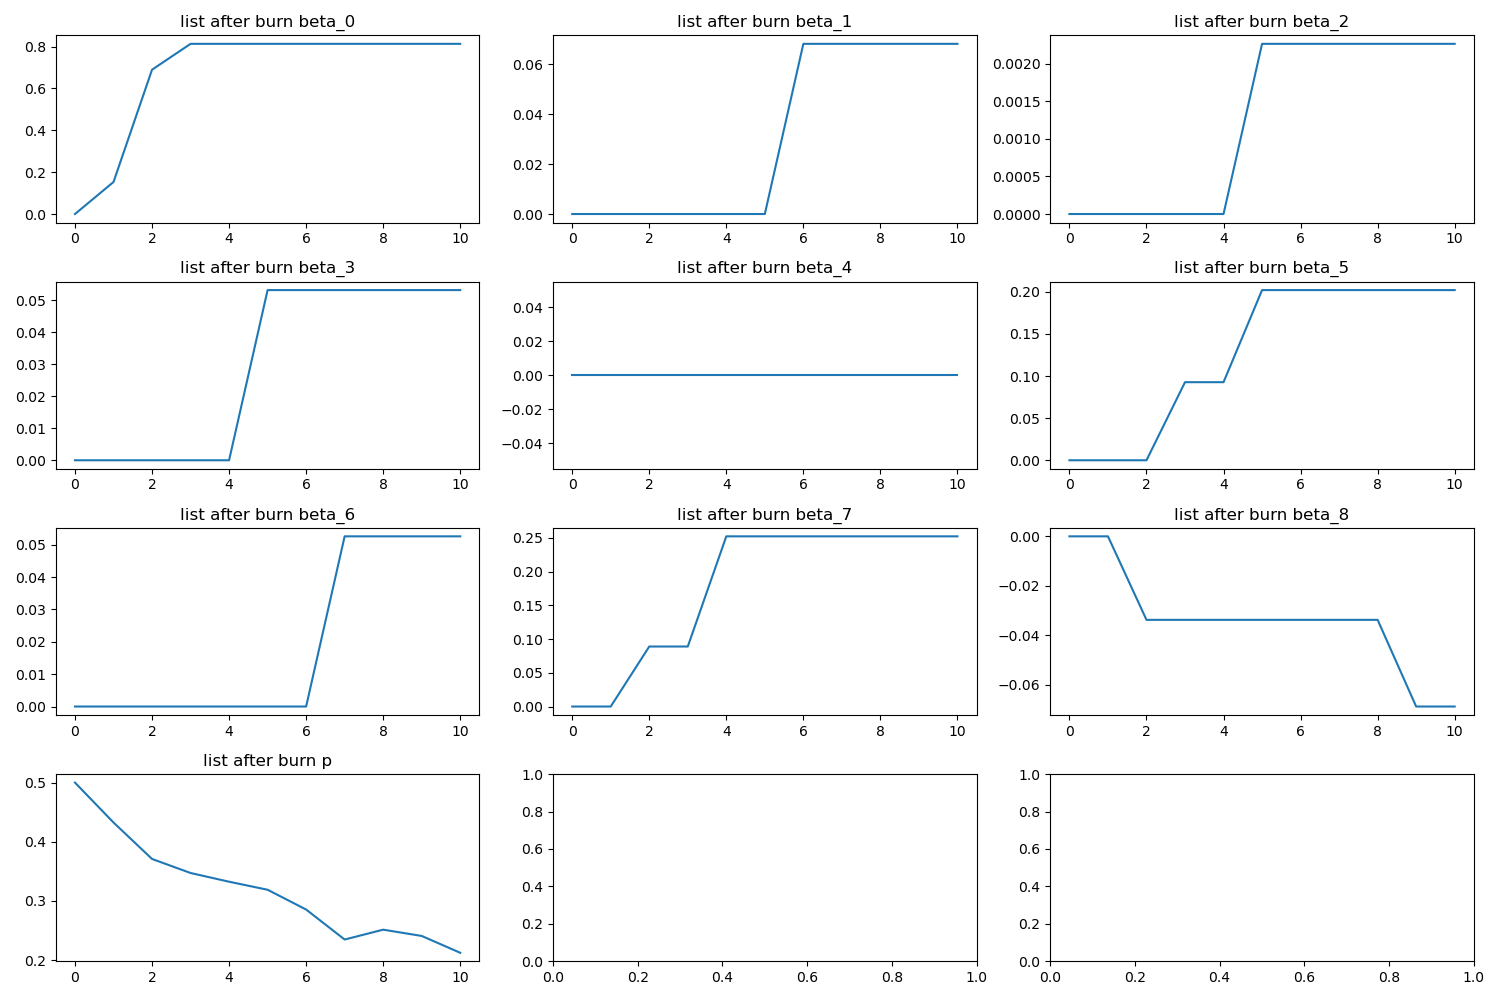 list after burn beta_0
list after burn beta_1
list after burn beta_2
0.8
0.6
0.4
0.2
0.0
0.06
0.04
0.02
0.00
0.0020
0.0015
0.0010
0.0005
0.0000
0 2 4 6 8 10
0 2 4 6 8 10
0 2 4 6 8 10
list after burn beta_3
list after burn beta_4
list after burn beta_5
0.05
0.04
0.03
0.02
0.01
0.00
0.04
0.02
0.00
−0.02
−0.04
0.20
0.15
0.10
0.05
0.00
0 2 4 6 8 10
0 2 4 6 8 10
0 2 4 6 8 10
list after burn beta_6
list after burn beta_7
list after burn beta_8
0.05
0.04
0.03
0.02
0.01
0.00
0.25
0.20
0.15
0.10
0.05
0.00
0.00
−0.02
−0.04
−0.06
0 2 4 6 8 10
0 2 4 6 8 10
0 2 4 6 8 10
list after burn p
0.5
0.4
0.3
0.2
1.0
0.8
0.6
0.4
0.2
0.0
1.0
0.8
0.6
0.4
0.2
0.0
0 2 4 6 8 10
0.0 0.2 0.4 0.6 0.8 1.0
0.0 0.2 0.4 0.6 0.8 1.0